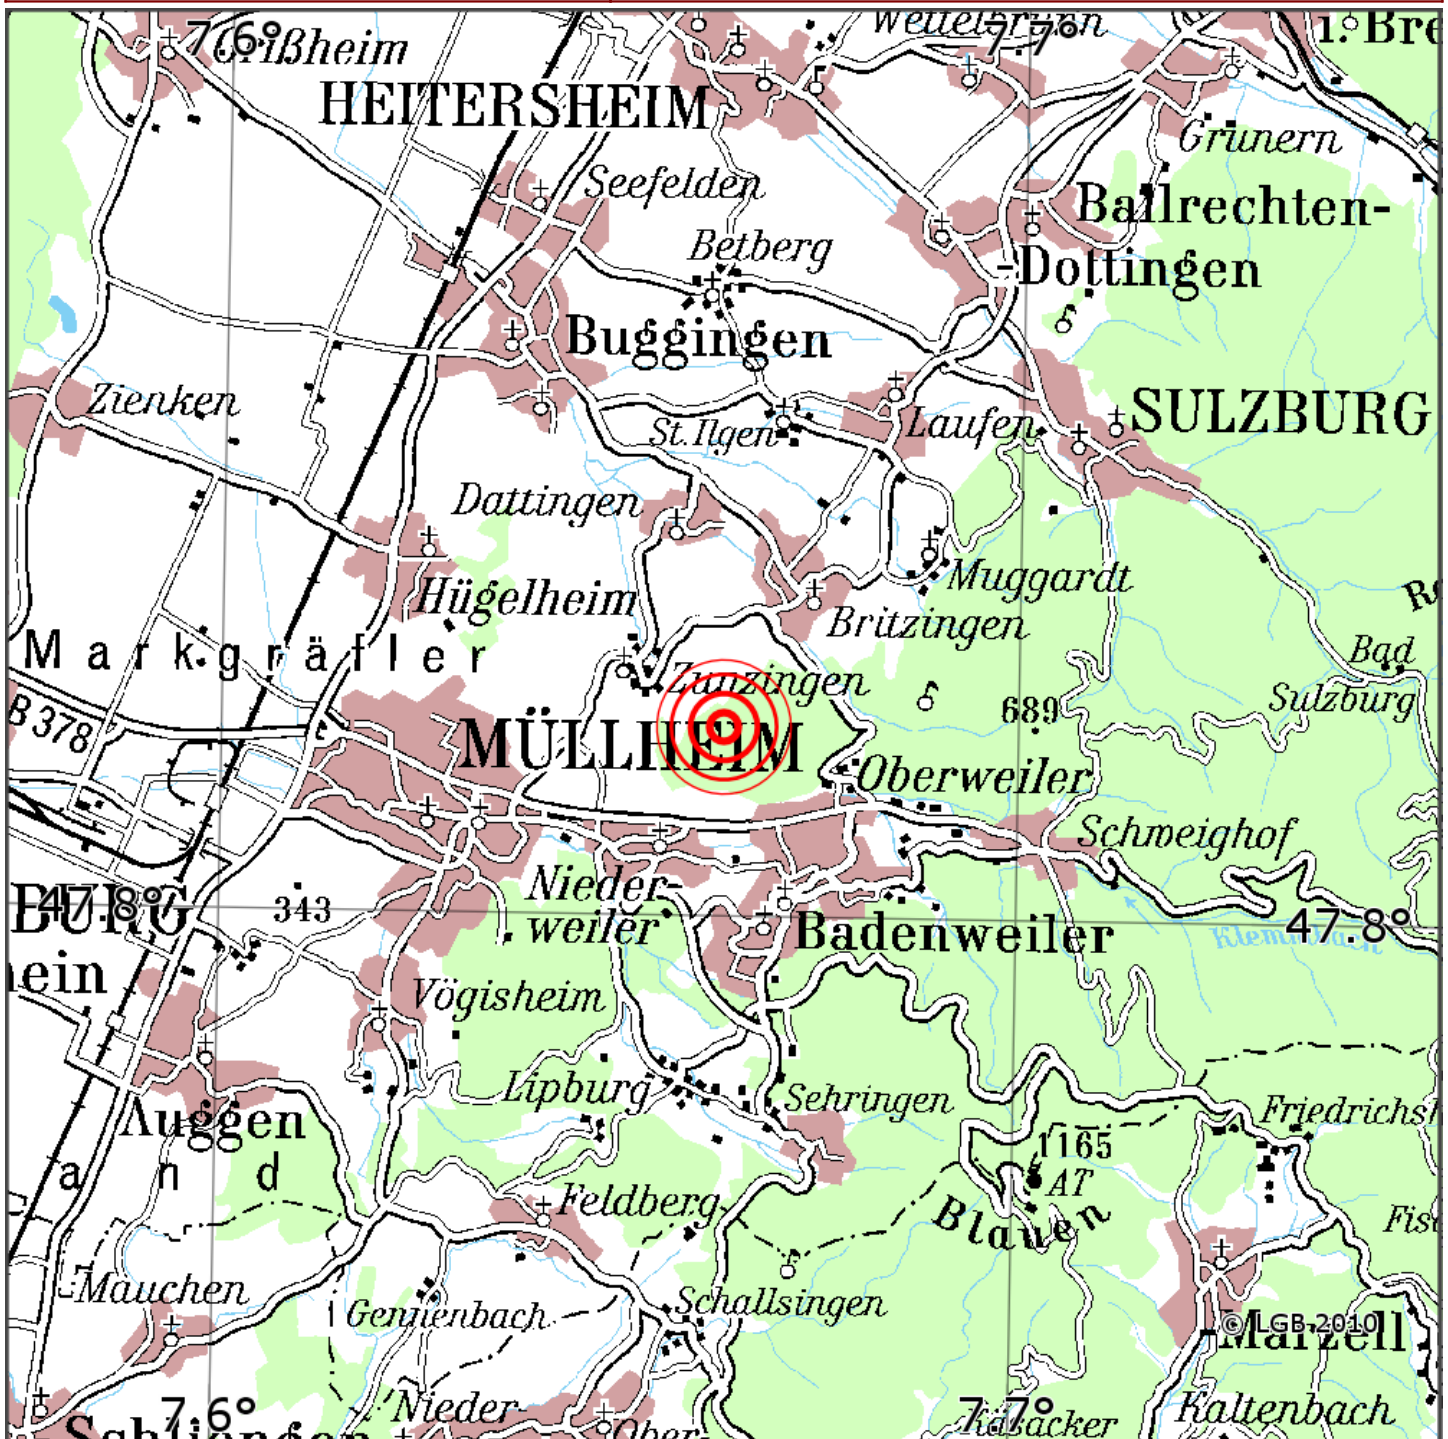 7.6°
7.7°
Grißheim
Wettelbrunn
HEITERSHEIM
Grunern
Seefelden
Ballrechten-
Betberg
-Dottingen
Buggingen
Zienken
SULZBURG
St.Ilgen
Laufen
Dattingen
Muggardt
Hügelheim
Britzingen
Markgräfler
Bad
Zunzingen
Sulzburg
689
B 378
MÜLLHEIM
Oberweiler
Schweighof
Nieder-
47.8°
343
weiler
47.8°
Badenweiler
Klemmbach
Vögisheim
Lipburg
Sehringen
Auggen
1165
and
AT
Feldberg
Blauen
Mauchen
Gennenbach
Schallsingen
© LGB 2010
Marzell
7.6°
7.7°
Nieder-
Kaltenbach